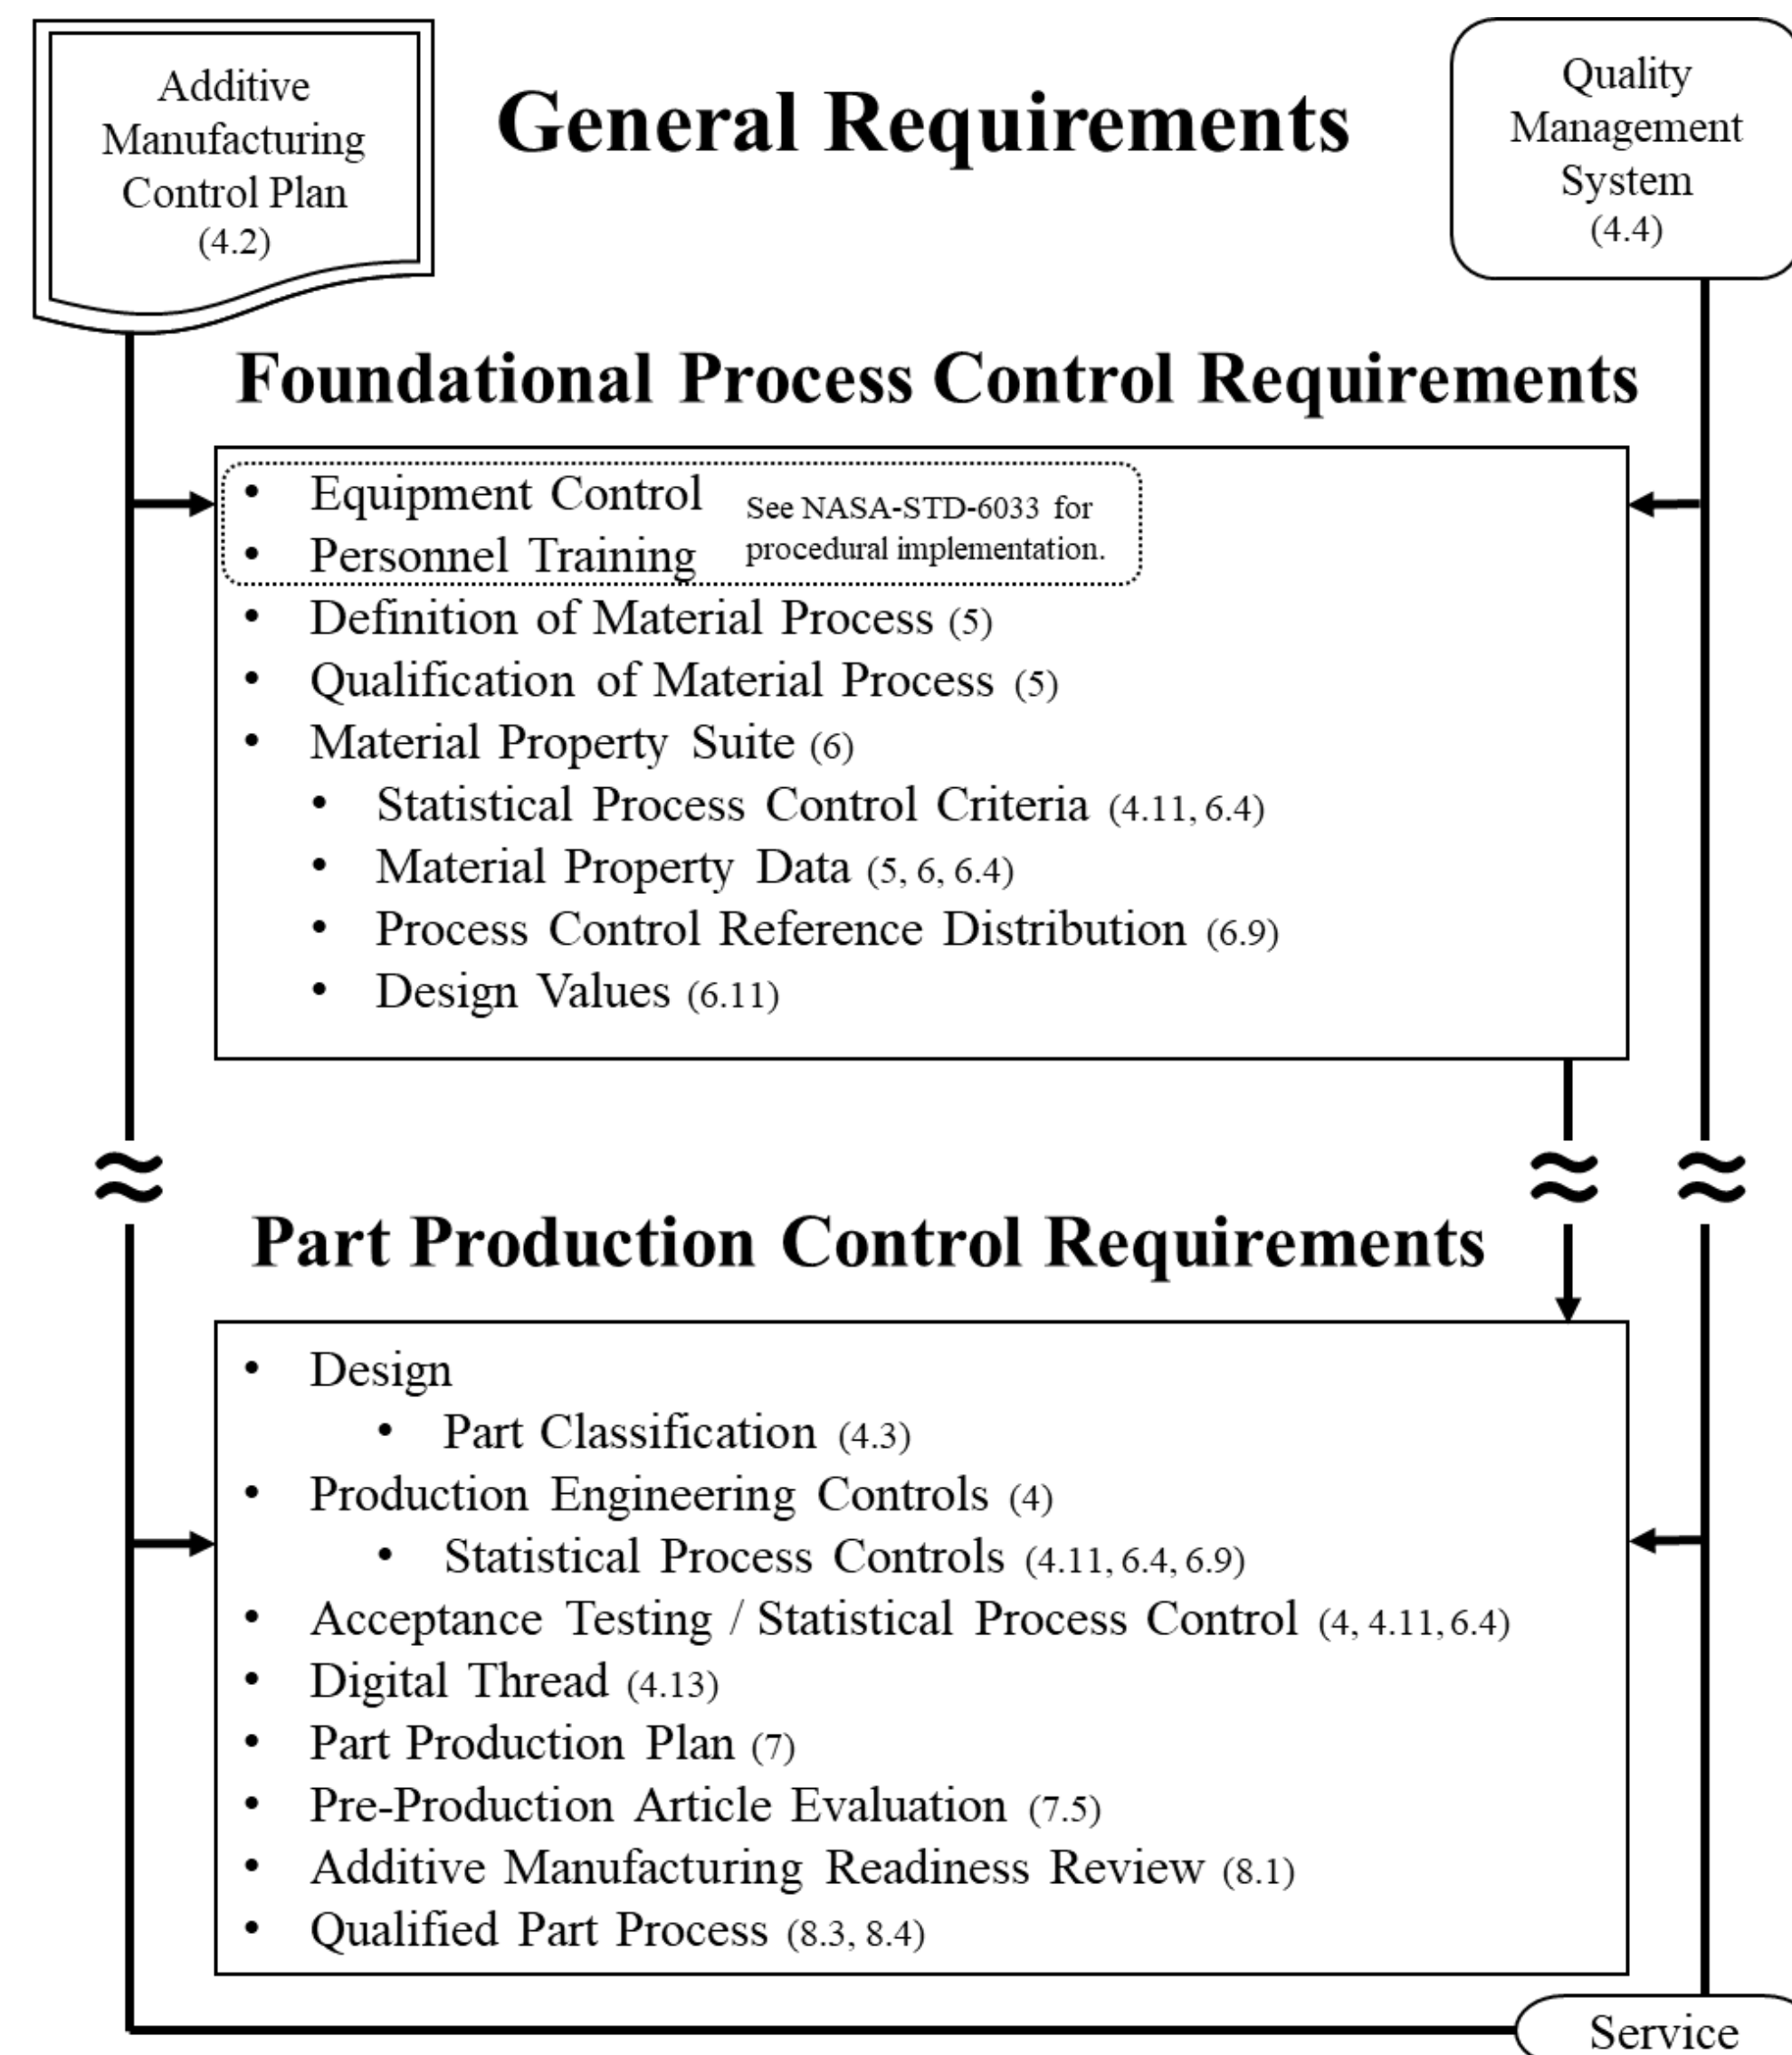 Additive
Manufacturing
Control Plan
(4.2)
General Requirements
Quality
Management
System
(4.4)
Foundational Process Control Requirements
• Equipment Control
• Personnel Training
See NASA-STD-6033 for
procedural implementation.
• Definition of Material Process (5)
• Qualification of Material Process (5)
• Material Property Suite (6)
• Statistical Process Control Criteria (4.11, 6.4)
• Material Property Data (5, 6, 6.4)
• Process Control Reference Distribution (6.9)
• Design Values (6.11)
Part Production Control Requirements
• Design
• Part Classification (4.3)
• Production Engineering Controls (4)
• Statistical Process Controls (4.11, 6.4, 6.9)
• Acceptance Testing / Statistical Process Control (4, 4.11, 6.4)
• Digital Thread (4.13)
• Part Production Plan (7)
• Pre-Production Article Evaluation (7.5)
• Additive Manufacturing Readiness Review (8.1)
• Qualified Part Process (8.3, 8.4)
Service